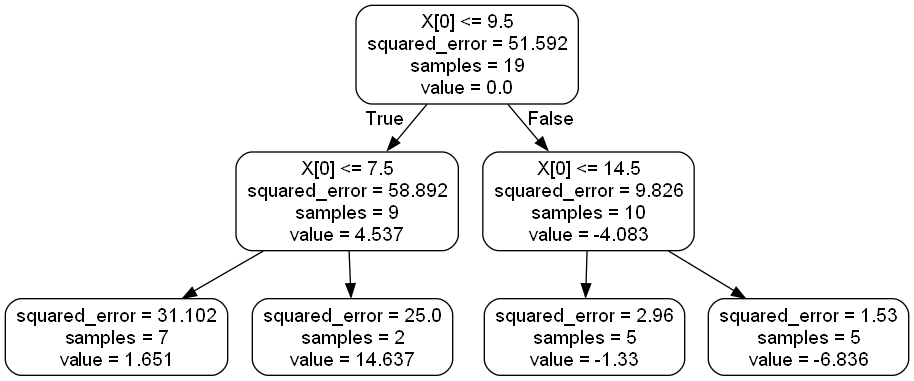 X[0] <= 9.5
squared_error = 51.592
samples = 19
value = 0.0
True
False
X[0] <= 7.5
squared_error = 58.892
samples = 9
value = 4.537
X[0] <= 14.5
squared_error = 9.826
samples = 10
value = -4.083
squared_error = 31.102
samples = 7
value = 1.651
squared_error = 25.0
samples = 2
value = 14.637
squared_error = 2.96
samples = 5
value = -1.33
squared_error = 1.53
samples = 5
value = -6.836